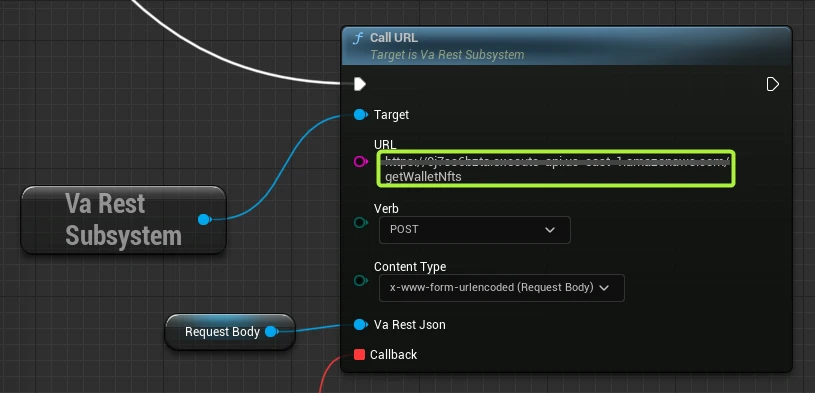 Call URL
Target is Va Rest Subsystem
Target
URL
getWalletNfts
Va Rest
Subsystem
Verb
POST
Content Type
x-www-form-urlencoded (Request Body)
Request Body
Va Rest Json
Callback